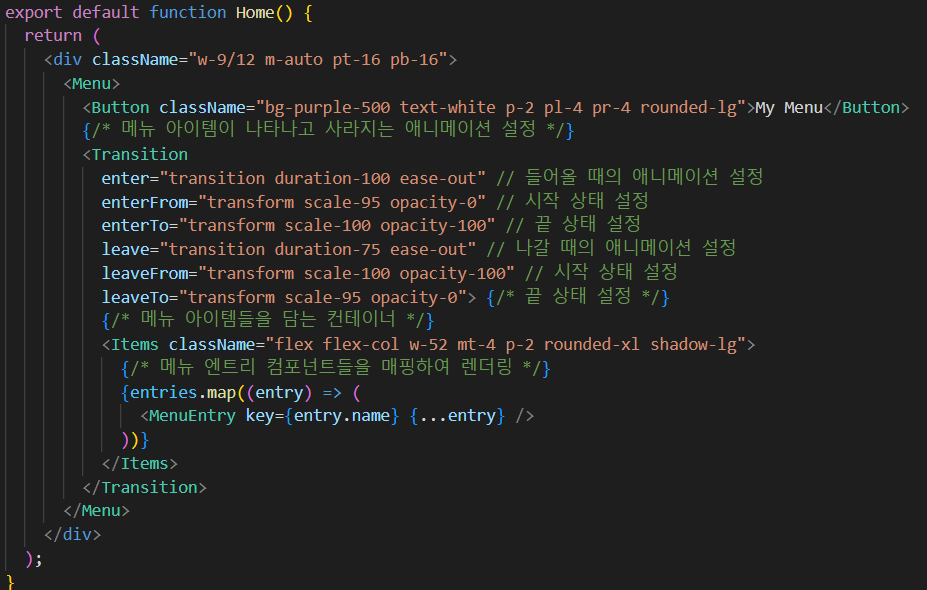 export default function Home() {
  return (
    <div className="w-9/12 m-auto pt-16 pb-16">
      <Menu>
        <Button className="bg-purple-500 text-white p-2 pl-4 pr-4 rounded-lg">My Menu</Button>
        {/* 메뉴 아이템이 나타나고 사라지는 애니메이션 설정 */}
        <Transition
          enter="transition duration-100 ease-out" // 들어올 때의 애니메이션 설정
          enterFrom="transform scale-95 opacity-0" // 시작 상태 설정
          enterTo="transform scale-100 opacity-100" // 끝 상태 설정
          leave="transition duration-75 ease-out" // 나갈 때의 애니메이션 설정
          leaveFrom="transform scale-100 opacity-100" // 시작 상태 설정
          leaveTo="transform scale-95 opacity-0"> {/* 끝 상태 설정 */}
          {/* 메뉴 아이템들을 담는 컨테이너 */}
          <Items className="flex flex-col w-52 mt-4 p-2 rounded-xl shadow-lg">
            {/* 메뉴 엔트리 컴포넌트들을 매핑하여 렌더링 */}
            {entries.map((entry) => (
              <MenuEntry key={entry.name} {...entry} />
            ))}
          </Items>
        </Transition>
      </Menu>
    </div>
  );
}